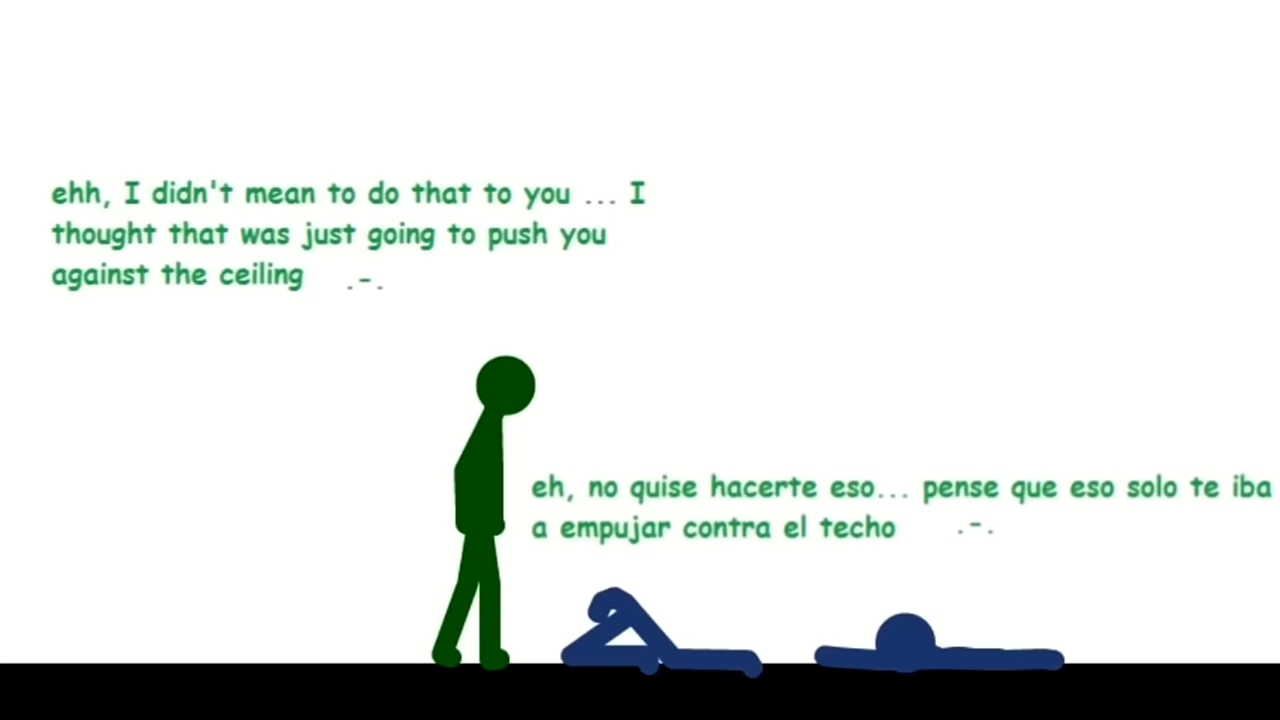 ehh, I didn't mean to do that to you ... I
thought that was just going to push you
against the ceiling .-.
eh, no quise hacerte eso... pense que eso solo te iba
a empujar contra el techo .-.